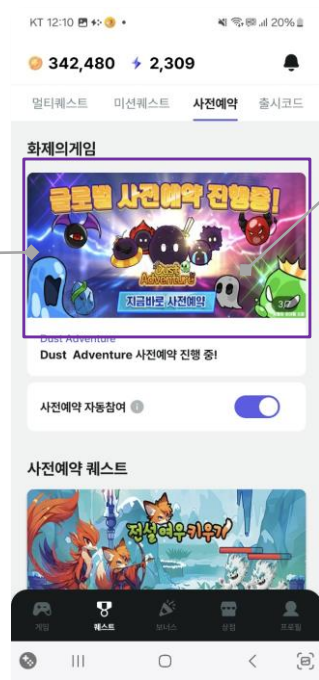 KT 12:10
20%
342,480 2,309
멀티퀘스트 미션퀘스트 사전예약 출시코드
화제의게임
글로벌 사전예약 진행중!
Dust
Adventure
지금바로 사전예약
3/7
Dust Adventure
Dust Adventure 사전예약 진행 중!
사전예약 자동참여
사전예약 퀘스트
전설여우키우기
게임 퀘스트 보너스 상점 프로필